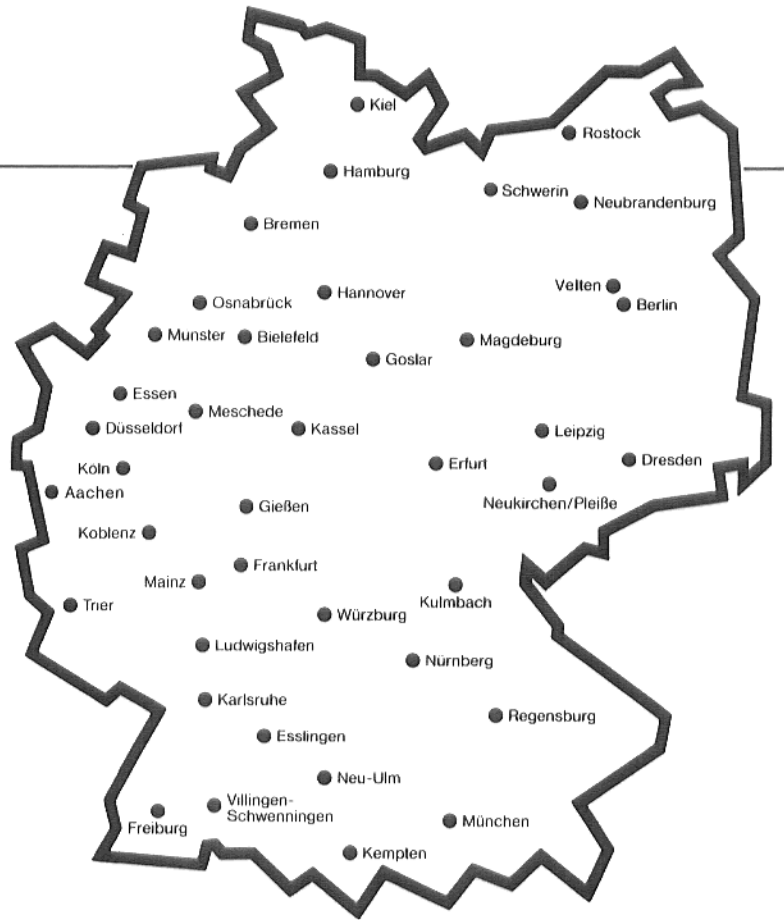 Kiel
Rostock
Hamburg
Schwerin
Neubrandenburg
Bremen
Velten
Hannover
Osnabrück
Berlin
Munster
Bielefeld
Magdeburg
Goslar
Essen
Meschede
Düsseldorf
Kassel
Leipzig
Köln
Erfurt
Dresden
Aachen
Neukirchen/Pleiße
Gießen
Koblenz
Frankfurt
Mainz
Kulmbach
Trier
Würzburg
Ludwigshafen
Nürnberg
Karlsruhe
Regensburg
Esslingen
Neu-Ulm
Villingen-
Schwenningen
Freiburg
München
Kempten